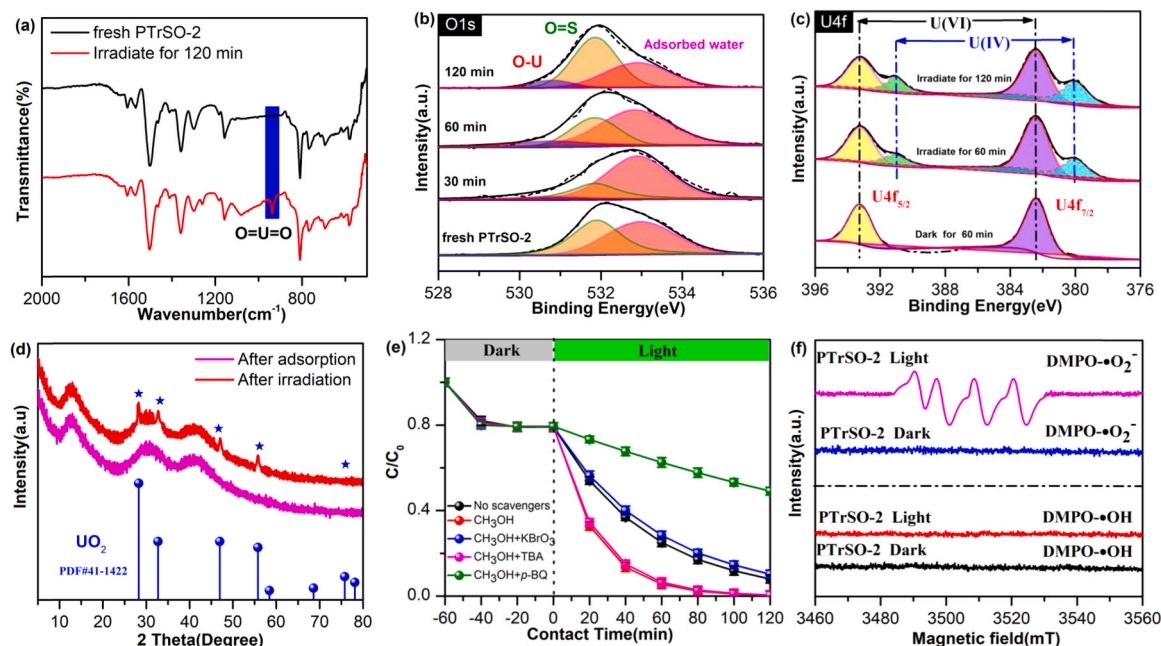 (a)
fresh PTrSO-2
Irradiate for 120 min
O=U=O
Transmittance(%)
2000 1600 1200 800
Wavenumber(cm⁻¹)
(b)
O1s
O=S
O-U
Adsorbed water
120 min
60 min
30 min
fresh PTrSO-2
Intensity(a.u.)
528 530 532 534 536
Binding Energy(eV)
(c)
U4f
U(VI)
U(IV)
Irradiate for 120 min
Irradiate for 60 min
U4f₅/₂
U4f₇/₂
Dark for 60 min
Intensity(a.u.)
396 392 388 384 380 376
Binding Energy(eV)
(d)
After adsorption
After irradiation
UO₂
PDF#41-1422
Intensity(a.u)
10 20 30 40 50 60 70 80
2 Theta(Degree)
(e)
Dark
Light
No scavengers
CH₃OH
CH₃OH+KBrO₃
CH₃OH+TBA
CH₃OH+p-BQ
C/C₀
1.2
0.8
0.4
0.0
-60 -40 -20 0 20 40 60 80 100 120
Contact Time(min)
(f)
PTrSO-2 Light DMPO-•O₂⁻
PTrSO-2 Dark DMPO-•O₂⁻
PTrSO-2 Light DMPO-•OH
PTrSO-2 Dark DMPO-•OH
Intensity(a.u.)
3460 3480 3500 3520 3540 3560
Magnetic field(mT)